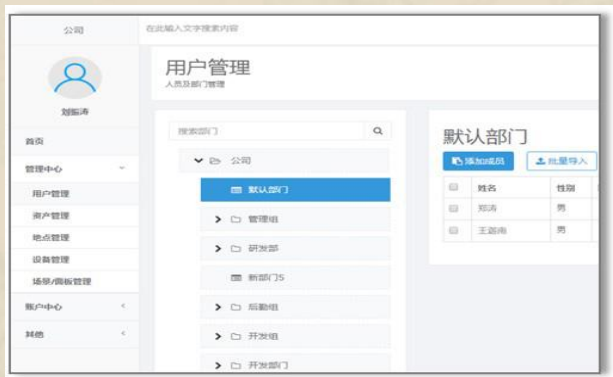 公司
在此输入文字搜索内容
刘振涛
首页
管理中心
用户管理
资产管理
地点管理
设备管理
场景/面板管理
账户中心
其他
用户管理
人员及部门管理
搜索部门
公司
默认部门
管理组
研发部
新部门5
后勤组
开发组
开发部门
默认部门
添加成员 批量导入
姓名 性别
郑涛 男
王迦南 男